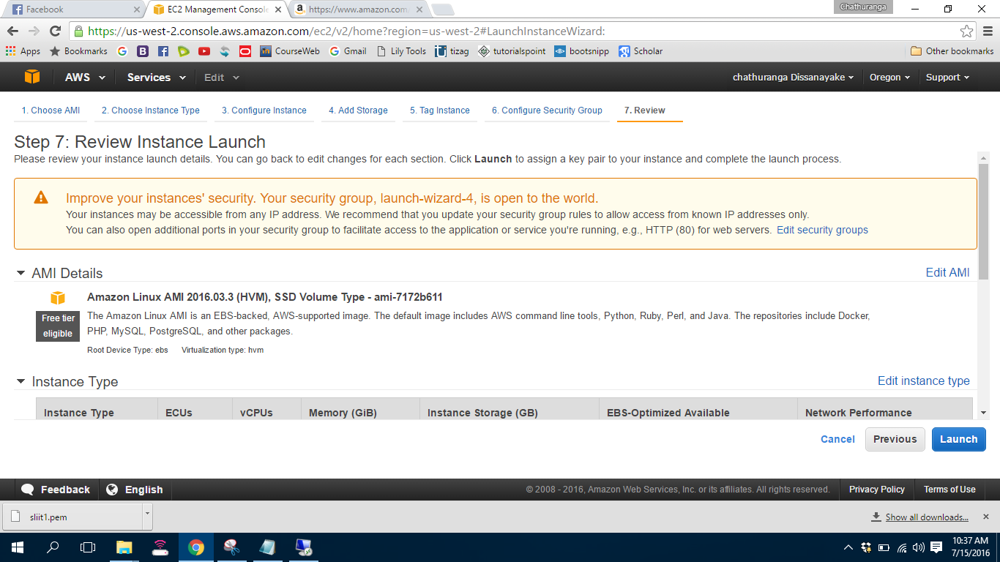 Facebook
EC2 Management Console
https://www.amazon.com
Chathuranga
https://us-west-2.console.aws.amazon.com/ec2/v2/home?region=us-west-2#LaunchInstanceWizard:
Apps Bookmarks CourseWeb Gmail Lily Tools tizag tutorialspoint bootsnipp Scholar Other bookmarks
AWS Services Edit chathuranga Dissanayake Oregon Support
1. Choose AMI 2. Choose Instance Type 3. Configure Instance 4. Add Storage 5. Tag Instance 6. Configure Security Group 7. Review
Step 7: Review Instance Launch
Please review your instance launch details. You can go back to edit changes for each section. Click Launch to assign a key pair to your instance and complete the launch process.
Improve your instances' security. Your security group, launch-wizard-4, is open to the world.
Your instances may be accessible from any IP address. We recommend that you update your security group rules to allow access from known IP addresses only.
You can also open additional ports in your security group to facilitate access to the application or service you're running, e.g., HTTP (80) for web servers. Edit security groups
AMI Details Edit AMI
Amazon Linux AMI 2016.03.3 (HVM), SSD Volume Type - ami-7172b611
Free tier eligible
The Amazon Linux AMI is an EBS-backed, AWS-supported image. The default image includes AWS command line tools, Python, Ruby, Perl, and Java. The repositories include Docker,
PHP, MySQL, PostgreSQL, and other packages.
Root Device Type: ebs Virtualization type: hvm
Instance Type Edit instance type
Instance Type ECUs vCPUs Memory (GiB) Instance Storage (GB) EBS-Optimized Available Network Performance
Cancel Previous Launch
Feedback English © 2008 - 2016, Amazon Web Services, Inc. or its affiliates. All rights reserved. Privacy Policy Terms of Use
sliit1.pem Show all downloads...
10:37 AM
7/15/2016